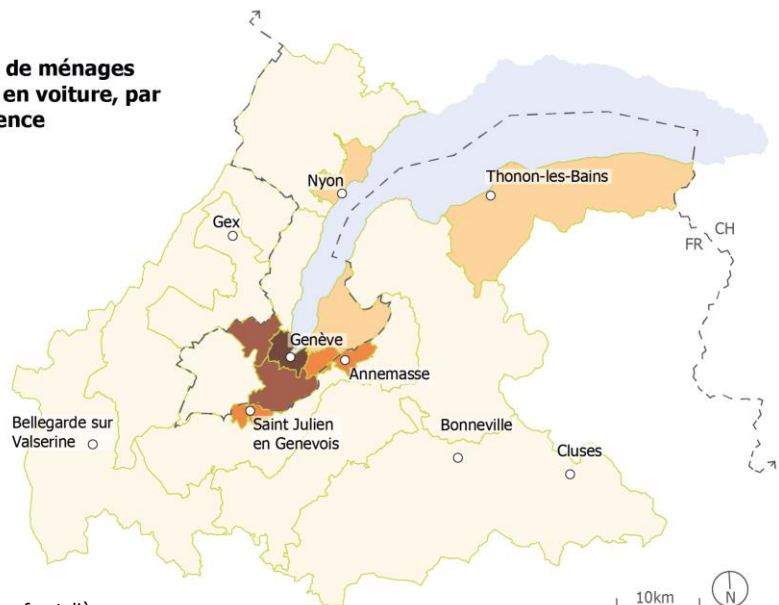 de ménages
en voiture, par
ence
Nyon
Thonon-les-Bains
Gex
CH
FR
Genève
Annemasse
Saint Julien
en Genevois
Bellegarde sur
Valserine
Bonneville
Cluses
10km
N